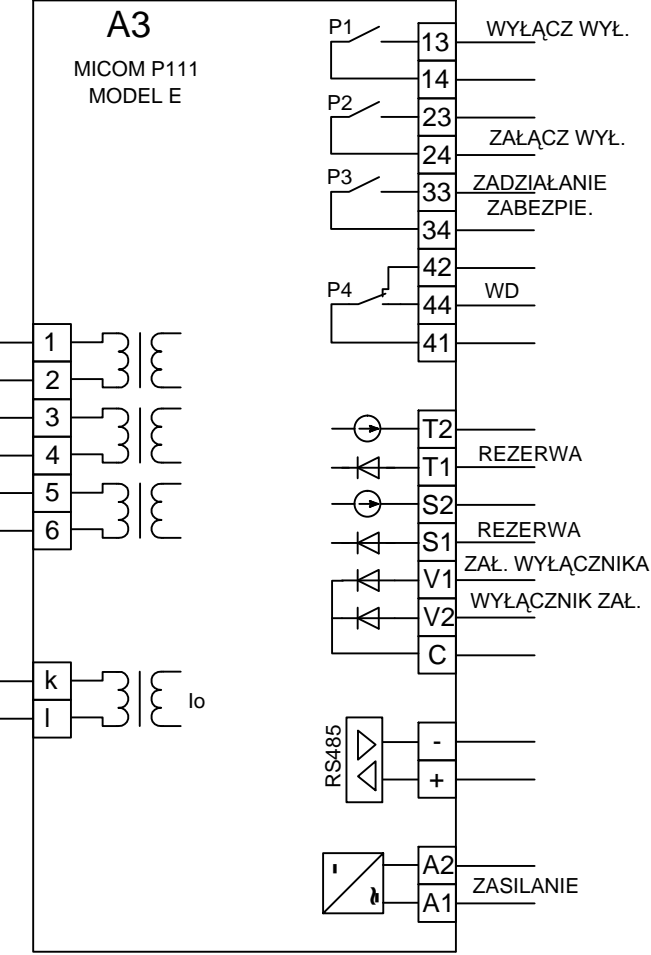 A3
MICOM P111
MODEL E
P1
13
WYŁĄCZ WYŁ.
14
P2
23
24
ZAŁĄCZ WYŁ.
P3
33
ZADZIAŁANIE
ZABEZPIE.
34
42
P4
44
WD
41
1
2
3
4
5
6
T2
T1
REZERWA
S2
S1
REZERWA
V1
ZAŁ. WYŁĄCZNIKA
V2
WYŁĄCZNIK ZAŁ.
C
k
l
Io
RS485
-
+
A2
A1
ZASILANIE